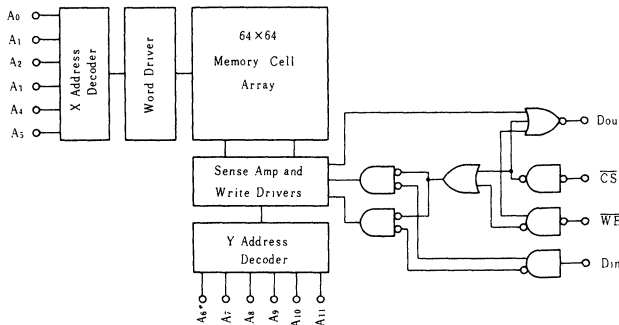 A0
A1
A2
A3
A4
A5
X Address
Decoder
Word Driver
64×64
Memory Cell
Array
Sense Amp and
Write Drivers
Y Address
Decoder
A6*
A7
A8
A9
A10
A11
Dou
CS
WE
Din